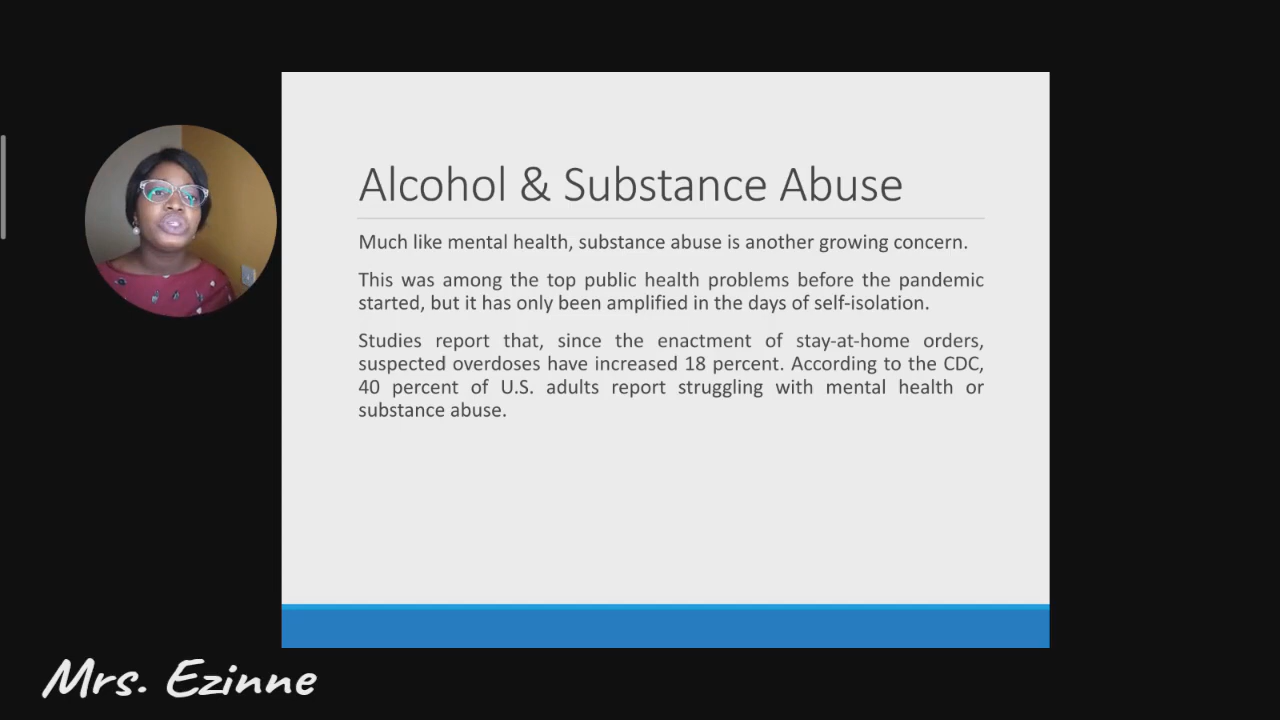 Alcohol & Substance Abuse
Much like mental health, substance abuse is another growing concern.
This was among the top public health problems before the pandemic
started, but it has only been amplified in the days of self-isolation.
Studies report that, since the enactment of stay-at-home orders,
suspected overdoses have increased 18 percent. According to the CDC,
40 percent of U.S. adults report struggling with mental health or
substance abuse.
Mrs. Ezinne